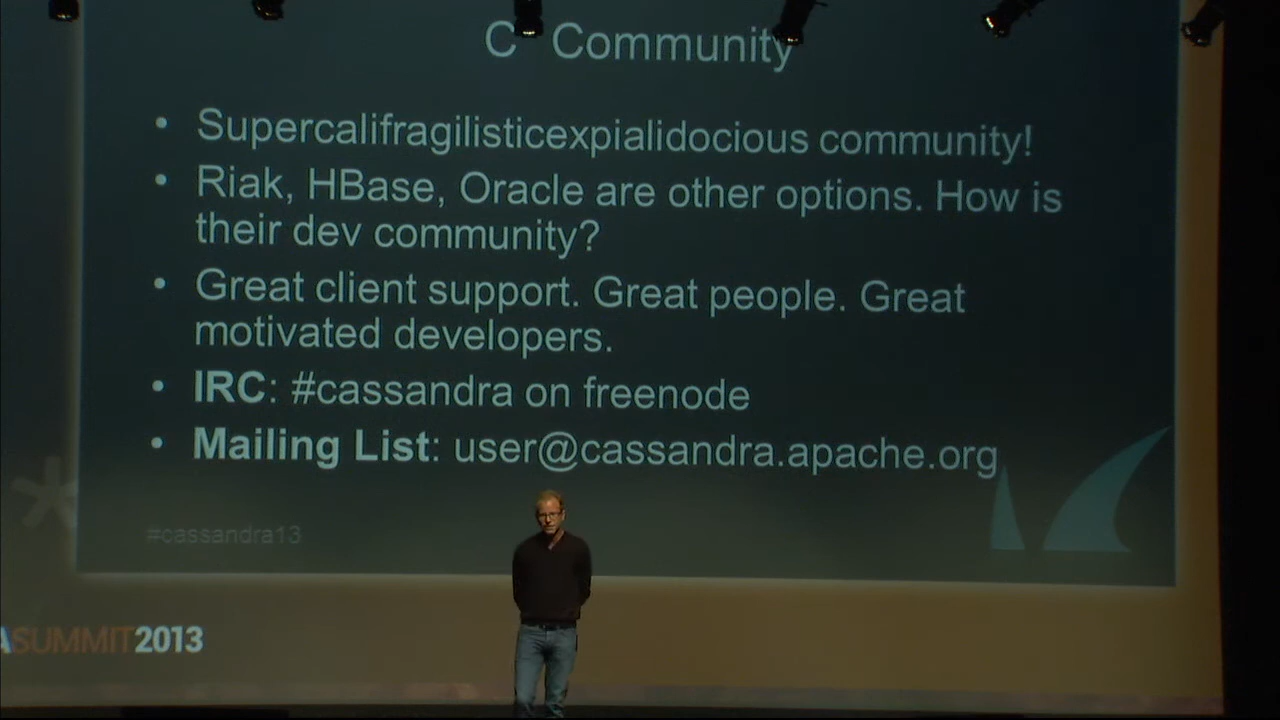 C* Community
• Supercalifragilisticexpialidocious community!
• Riak, HBase, Oracle are other options. How is
their dev community?
• Great client support. Great people. Great
motivated developers.
• IRC: #cassandra on freenode
• Mailing List: user@cassandra.apache.org
#cassandra13
ASUMMIT2013